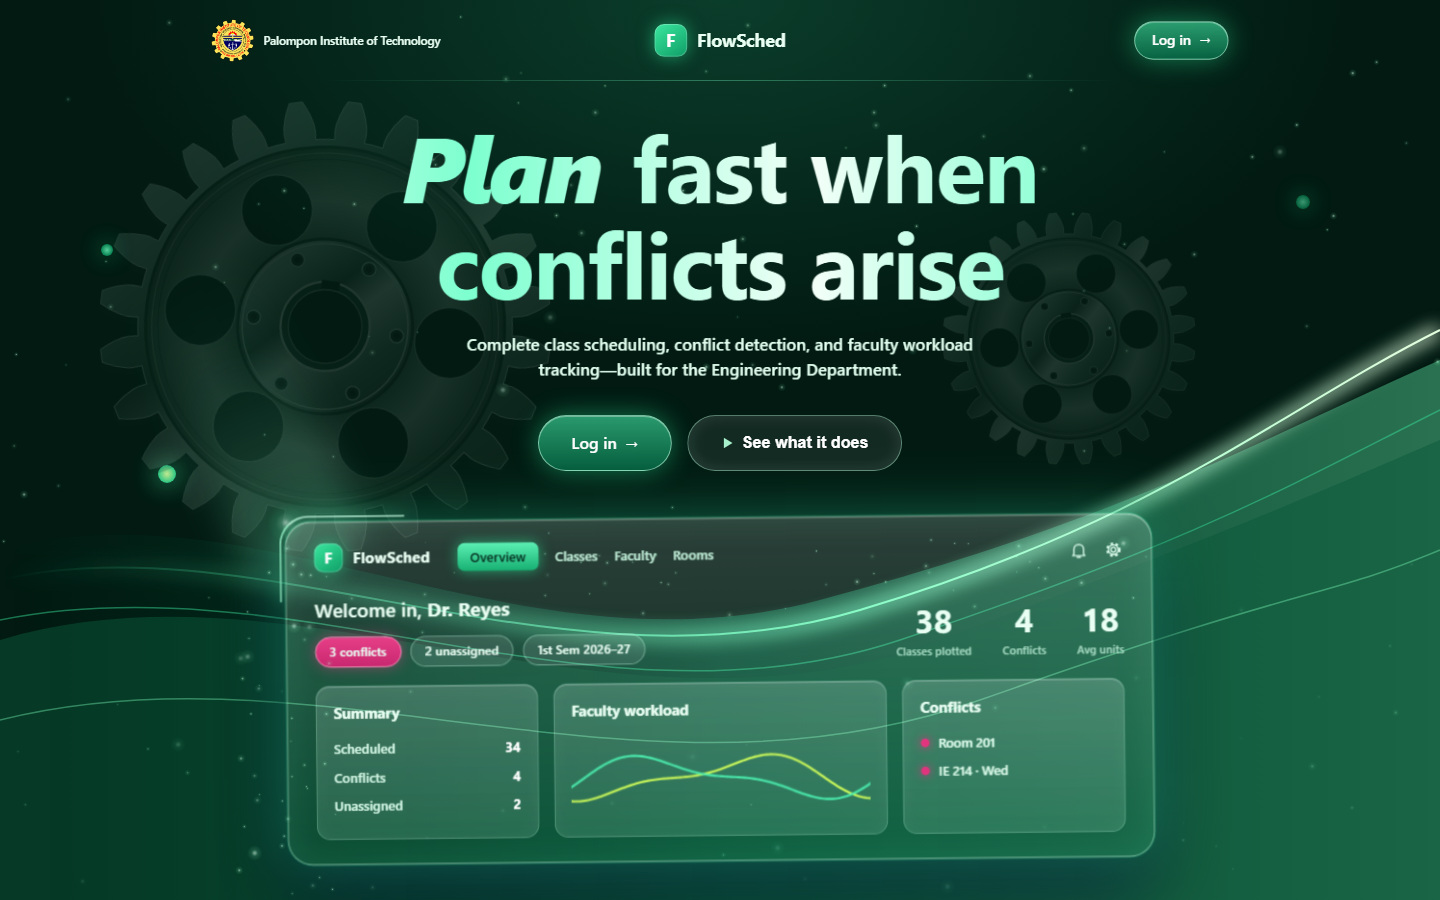 Palompon Institute of Technology
F FlowSched
Log in →
Plan fast when
conflicts arise
Complete class scheduling, conflict detection, and faculty workload
tracking—built for the Engineering Department.
Log in →
See what it does
F FlowSched
Overview
Classes
Faculty
Rooms
Welcome in, Dr. Reyes
3 conflicts
2 unassigned
1st Sem 2026–27
38
Classes plotted
4
Conflicts
18
Avg units
Summary
Scheduled 34
Conflicts 4
Unassigned 2
Faculty workload
Conflicts
Room 201
IE 214 · Wed